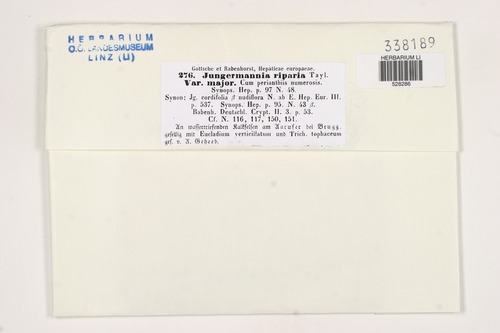 HERBARIUM
O.Ö. LANDESMUSEUM
LINZ (LI)
338189
HERBARIUM LI
526286
Gottsche et Rabenhorst, Hepaticae europaeae.
276. Jungermannia riparia Tayl.
Var. major. Cum perianthiis numerosis.
Synops. Hep. p. 97 N. 48.
Synon: Jg. cordifolia β nudiflora N. ab E. Hep. Eur. III.
p. 537. Synops. Hep. p. 95. N. 43 β.
Rabenh. Deutschl. Crypt. II. 3. p. 53.
Cf. N. 116, 117, 150, 151.
An wassertriefenden Kalkfelsen am Aarufer bei Brugg,
gesellig mit Eucladium verticillatum und Trich. tophaceum
ges. v. A. Geheeb.